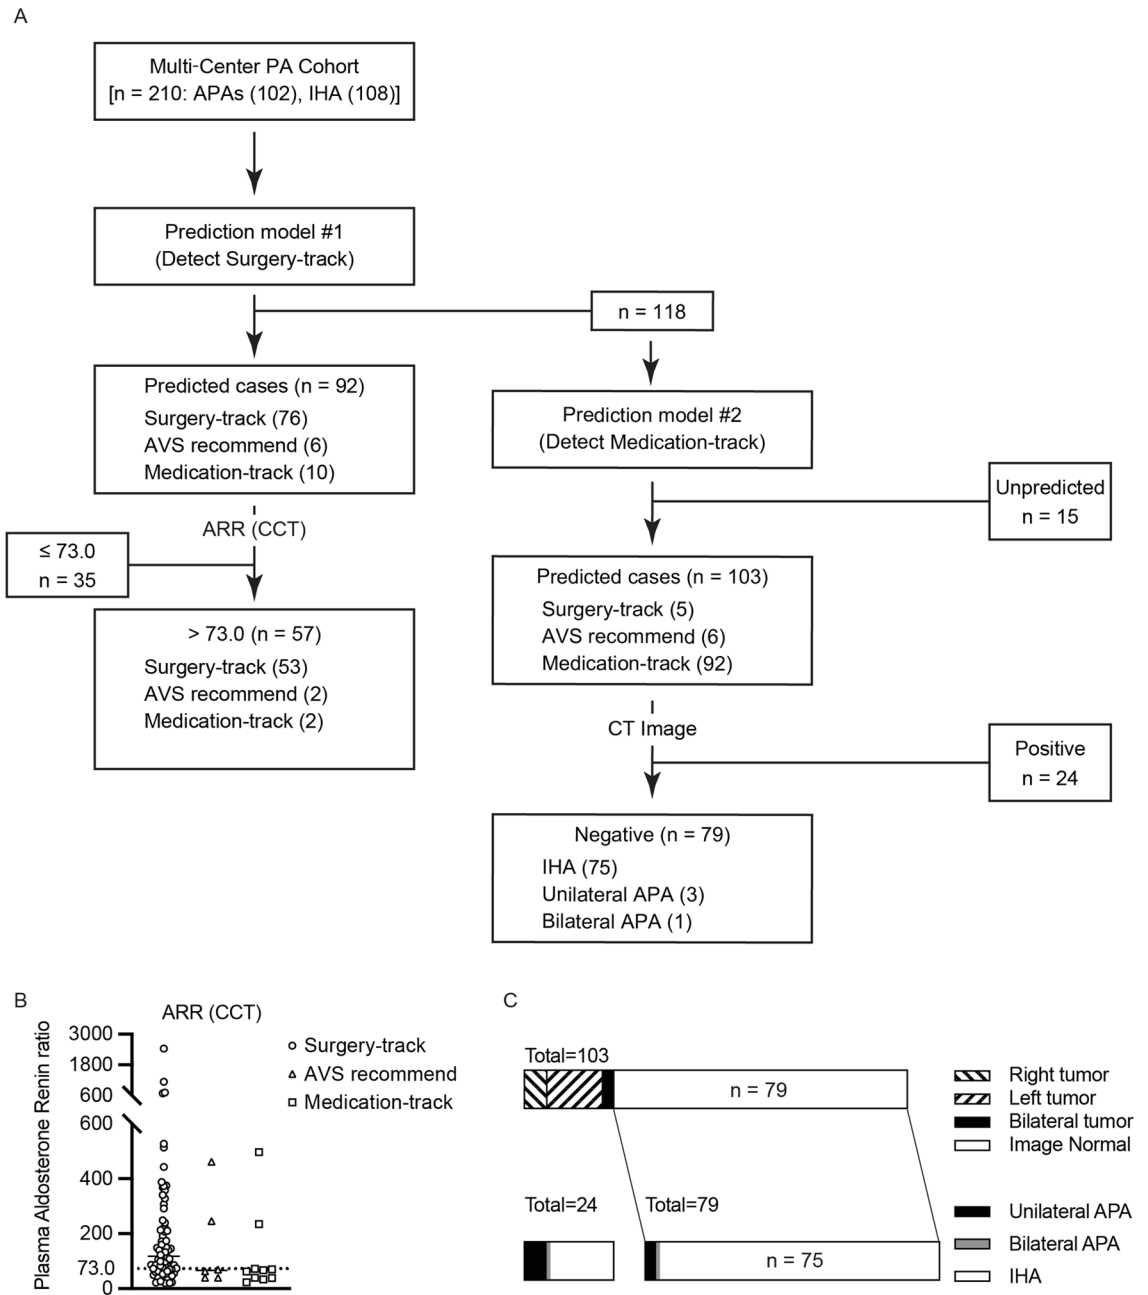 A
Multi-Center PA Cohort
[n = 210: APAs (102), IHA (108)]
Prediction model #1
(Detect Surgery-track)
n = 118
Predicted cases (n = 92)
Surgery-track (76)
AVS recommend (6)
Medication-track (10)
Prediction model #2
(Detect Medication-track)
Unpredicted
n = 15
ARR (CCT)
≤ 73.0
n = 35
> 73.0 (n = 57)
Surgery-track (53)
AVS recommend (2)
Medication-track (2)
Predicted cases (n = 103)
Surgery-track (5)
AVS recommend (6)
Medication-track (92)
CT Image
Positive
n = 24
Negative (n = 79)
IHA (75)
Unilateral APA (3)
Bilateral APA (1)
B
ARR (CCT)
Plasma Aldosterone Renin ratio
3000
1800
600
600
400
200
73.0
0
Surgery-track
AVS recommend
Medication-track
C
Total=103
n = 79
Right tumor
Left tumor
Bilateral tumor
Image Normal
Total=24
Total=79
n = 75
Unilateral APA
Bilateral APA
IHA